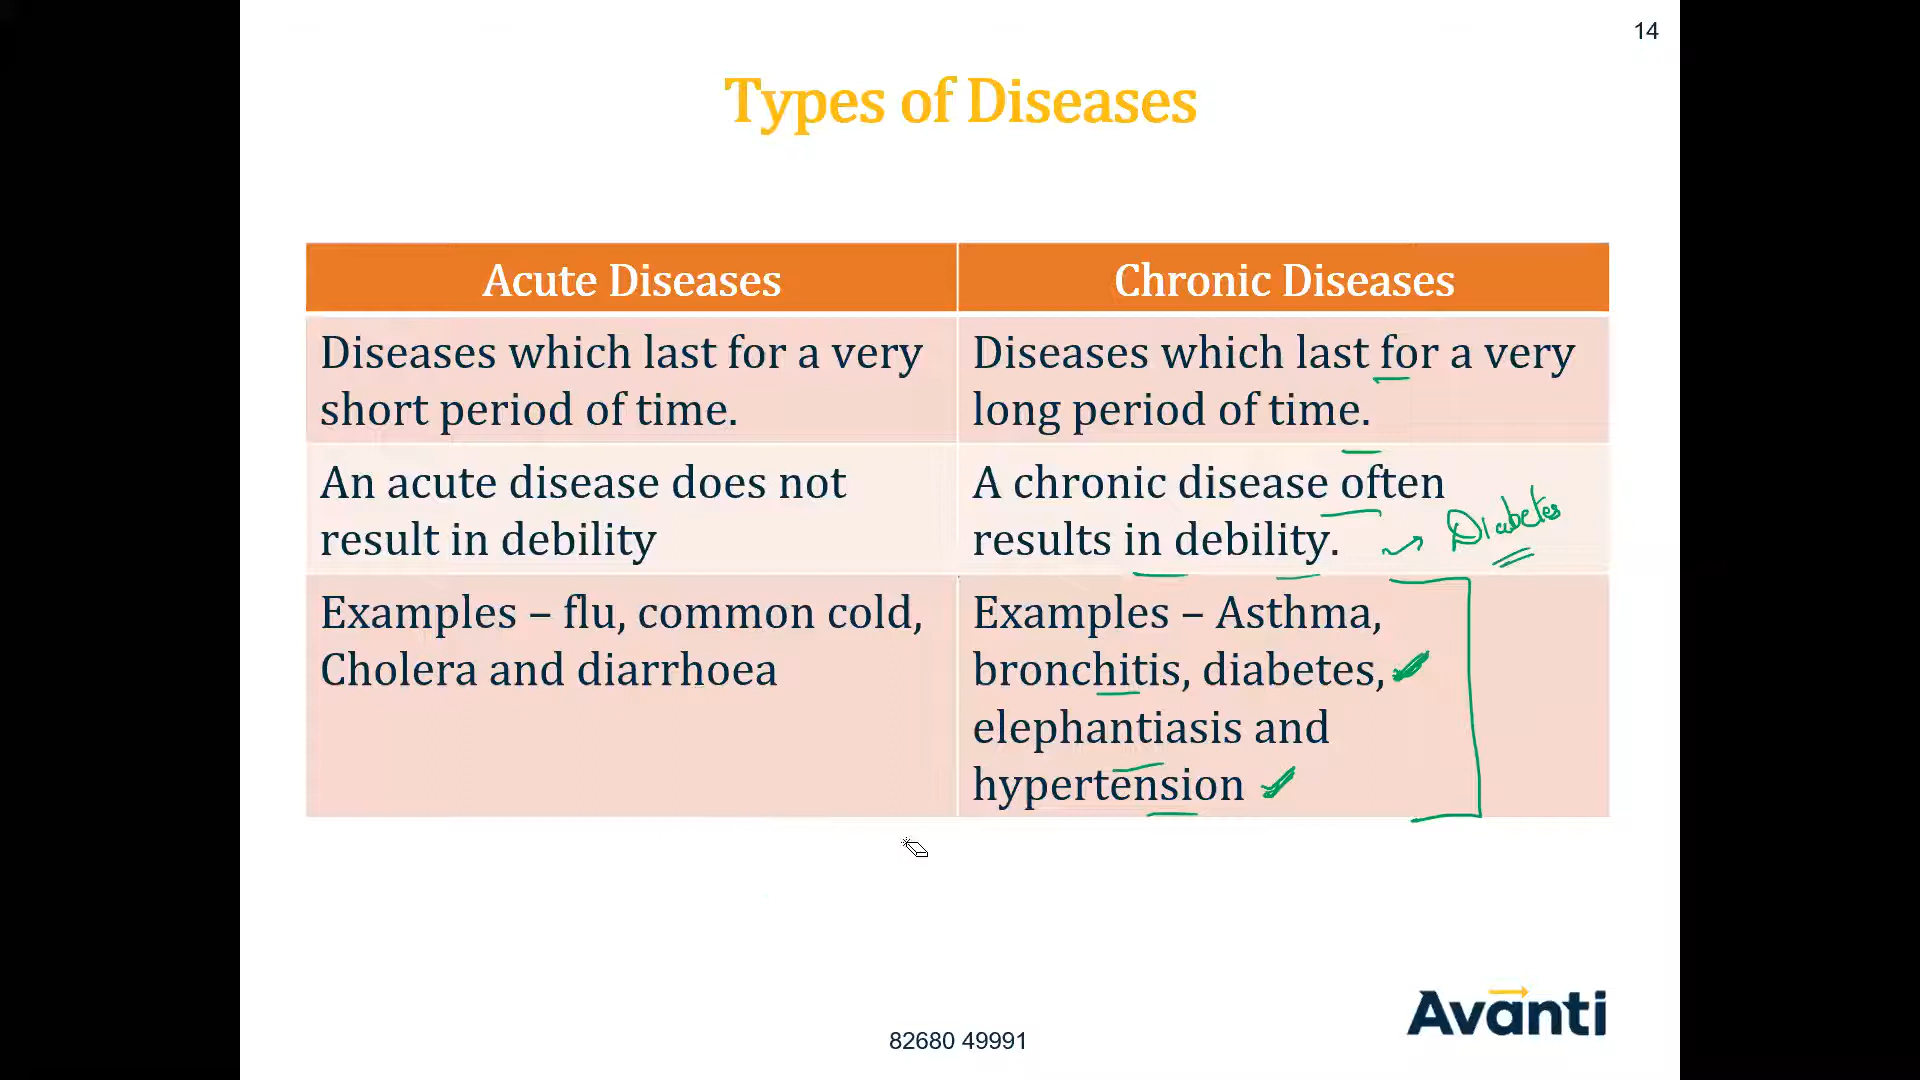 14
Types of Diseases
Acute Diseases
Chronic Diseases
Diseases which last for a very
short period of time.
Diseases which last for a very
long period of time.
An acute disease does not
result in debility
A chronic disease often
results in debility.
Diabetes
Examples – flu, common cold,
Cholera and diarrhoea
Examples – Asthma,
bronchitis, diabetes,
elephantiasis and
hypertension
Avanti
82680 49991